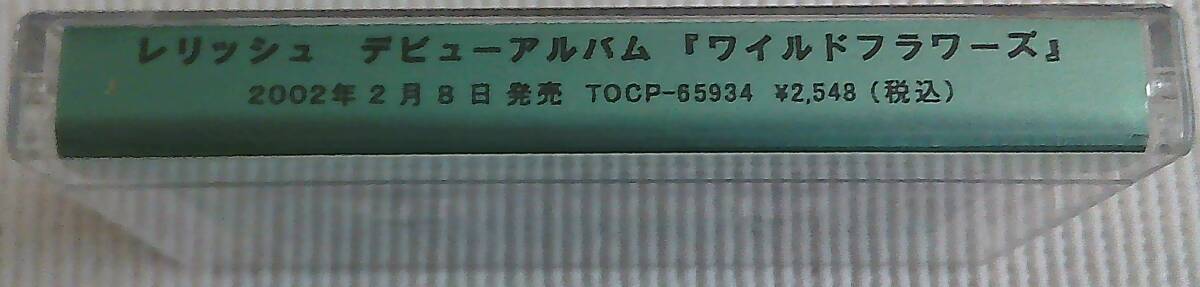 レリッシュ デビューアルバム 『ワイルドフラワーズ』
2002年2月8日発売 TOCP-65934 ¥2,548（税込）